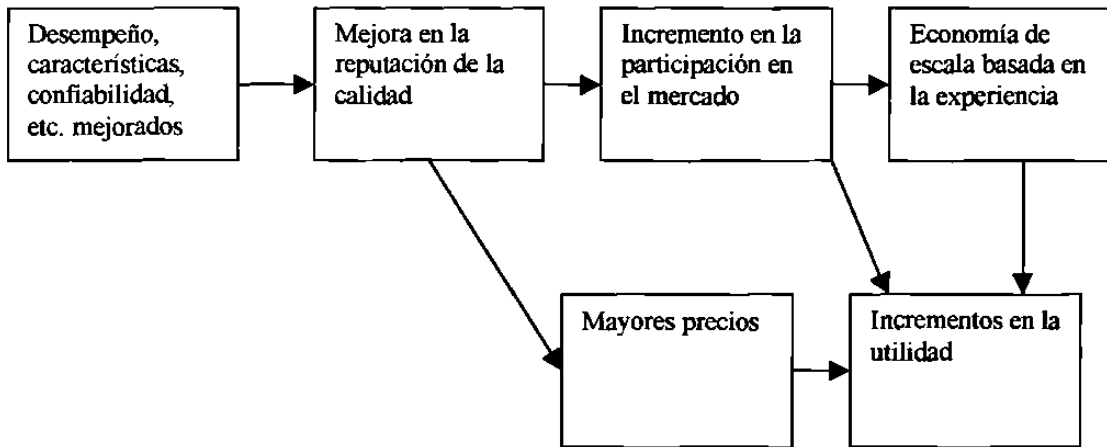 Desempeño,
características,
confiabilidad,
etc. mejorados
Mejora en la
reputación de la
calidad
Incremento en la
participación en
el mercado
Economía de
escala basada en
la experiencia
Mayores precios
Incrementos en la
utilidad